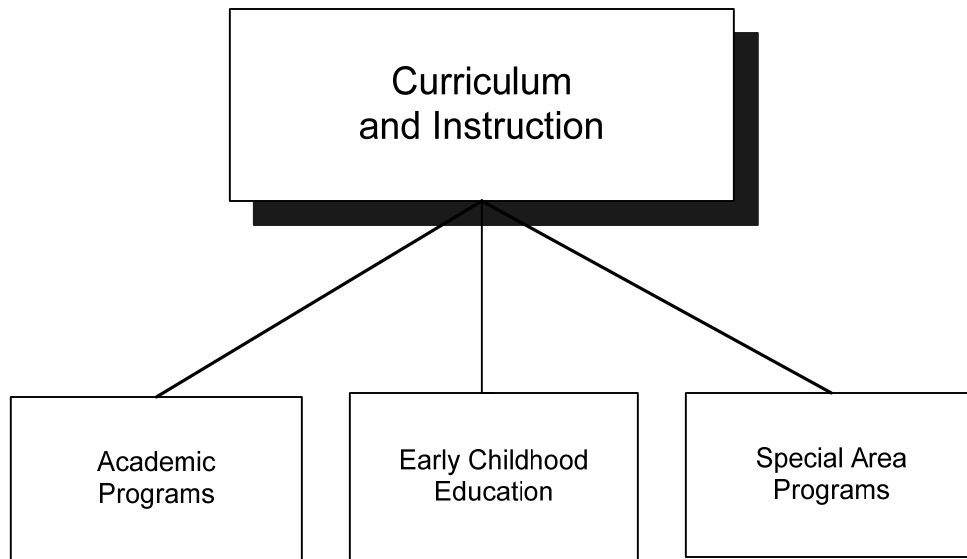 Curriculum
and Instruction
Academic
Programs
Early Childhood
Education
Special Area
Programs